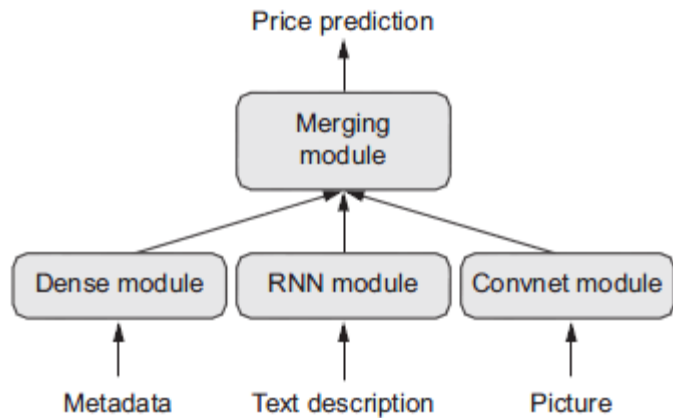 Price prediction
Merging
module
Dense module
RNN module
Convnet module
Metadata
Text description
Picture